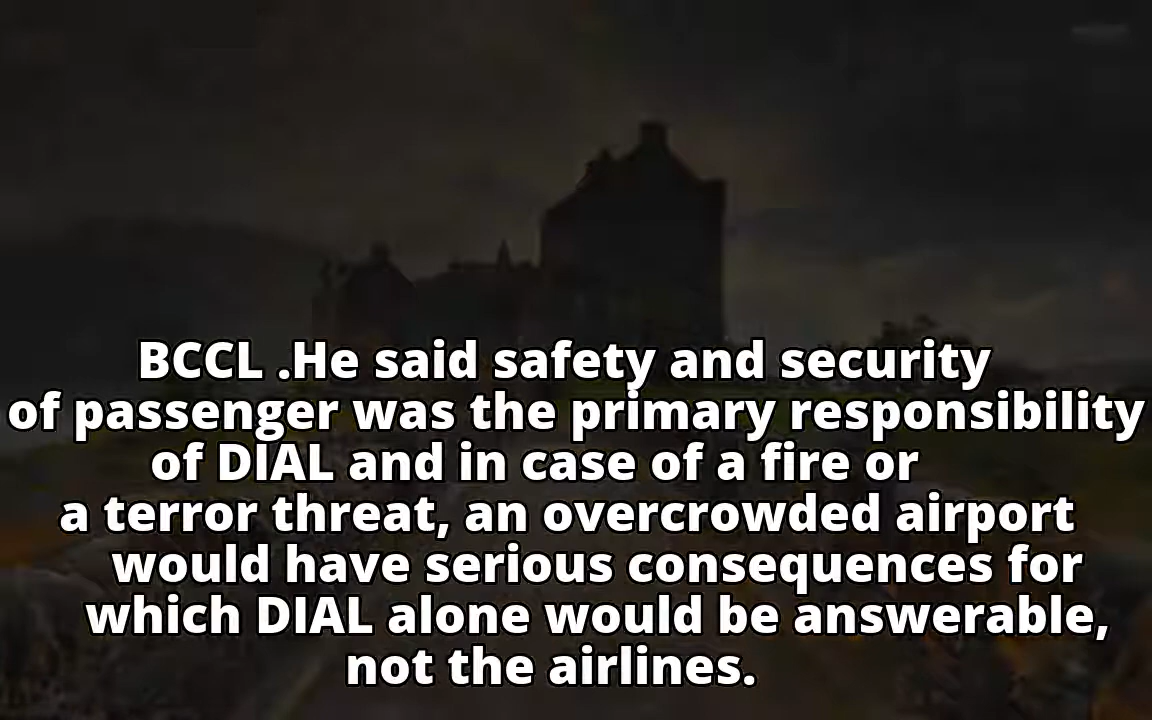 BCCL .He said safety and security
of passenger was the primary responsibility
of DIAL and in case of a fire or
a terror threat, an overcrowded airport
would have serious consequences for
which DIAL alone would be answerable,
not the airlines.